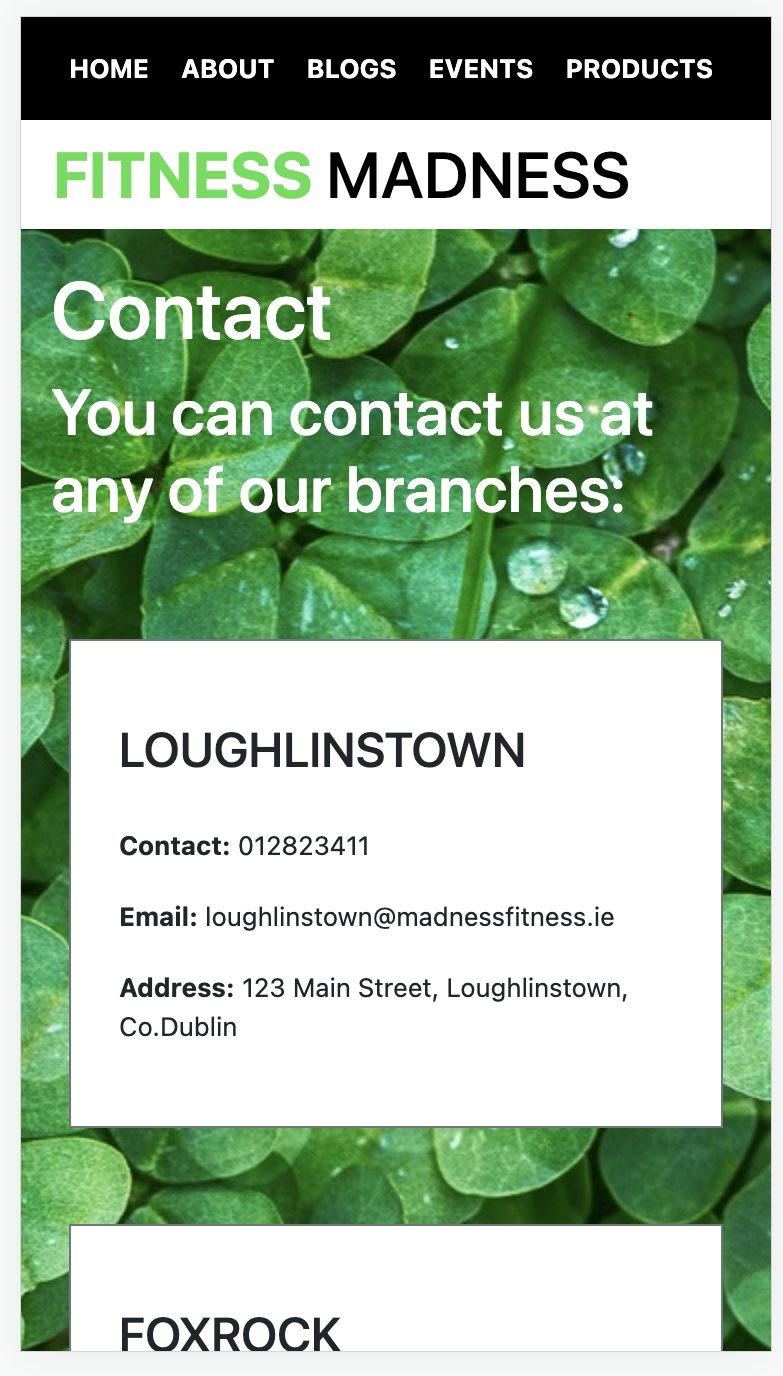 HOME ABOUT BLOGS EVENTS PRODUCTS
FITNESS MADNESS
Contact
You can contact us at
any of our branches:
LOUGHLINSTOWN
Contact: 012823411
Email: loughlinstown@madnessfitness.ie
Address: 123 Main Street, Loughlinstown,
Co.Dublin
FOXROCK